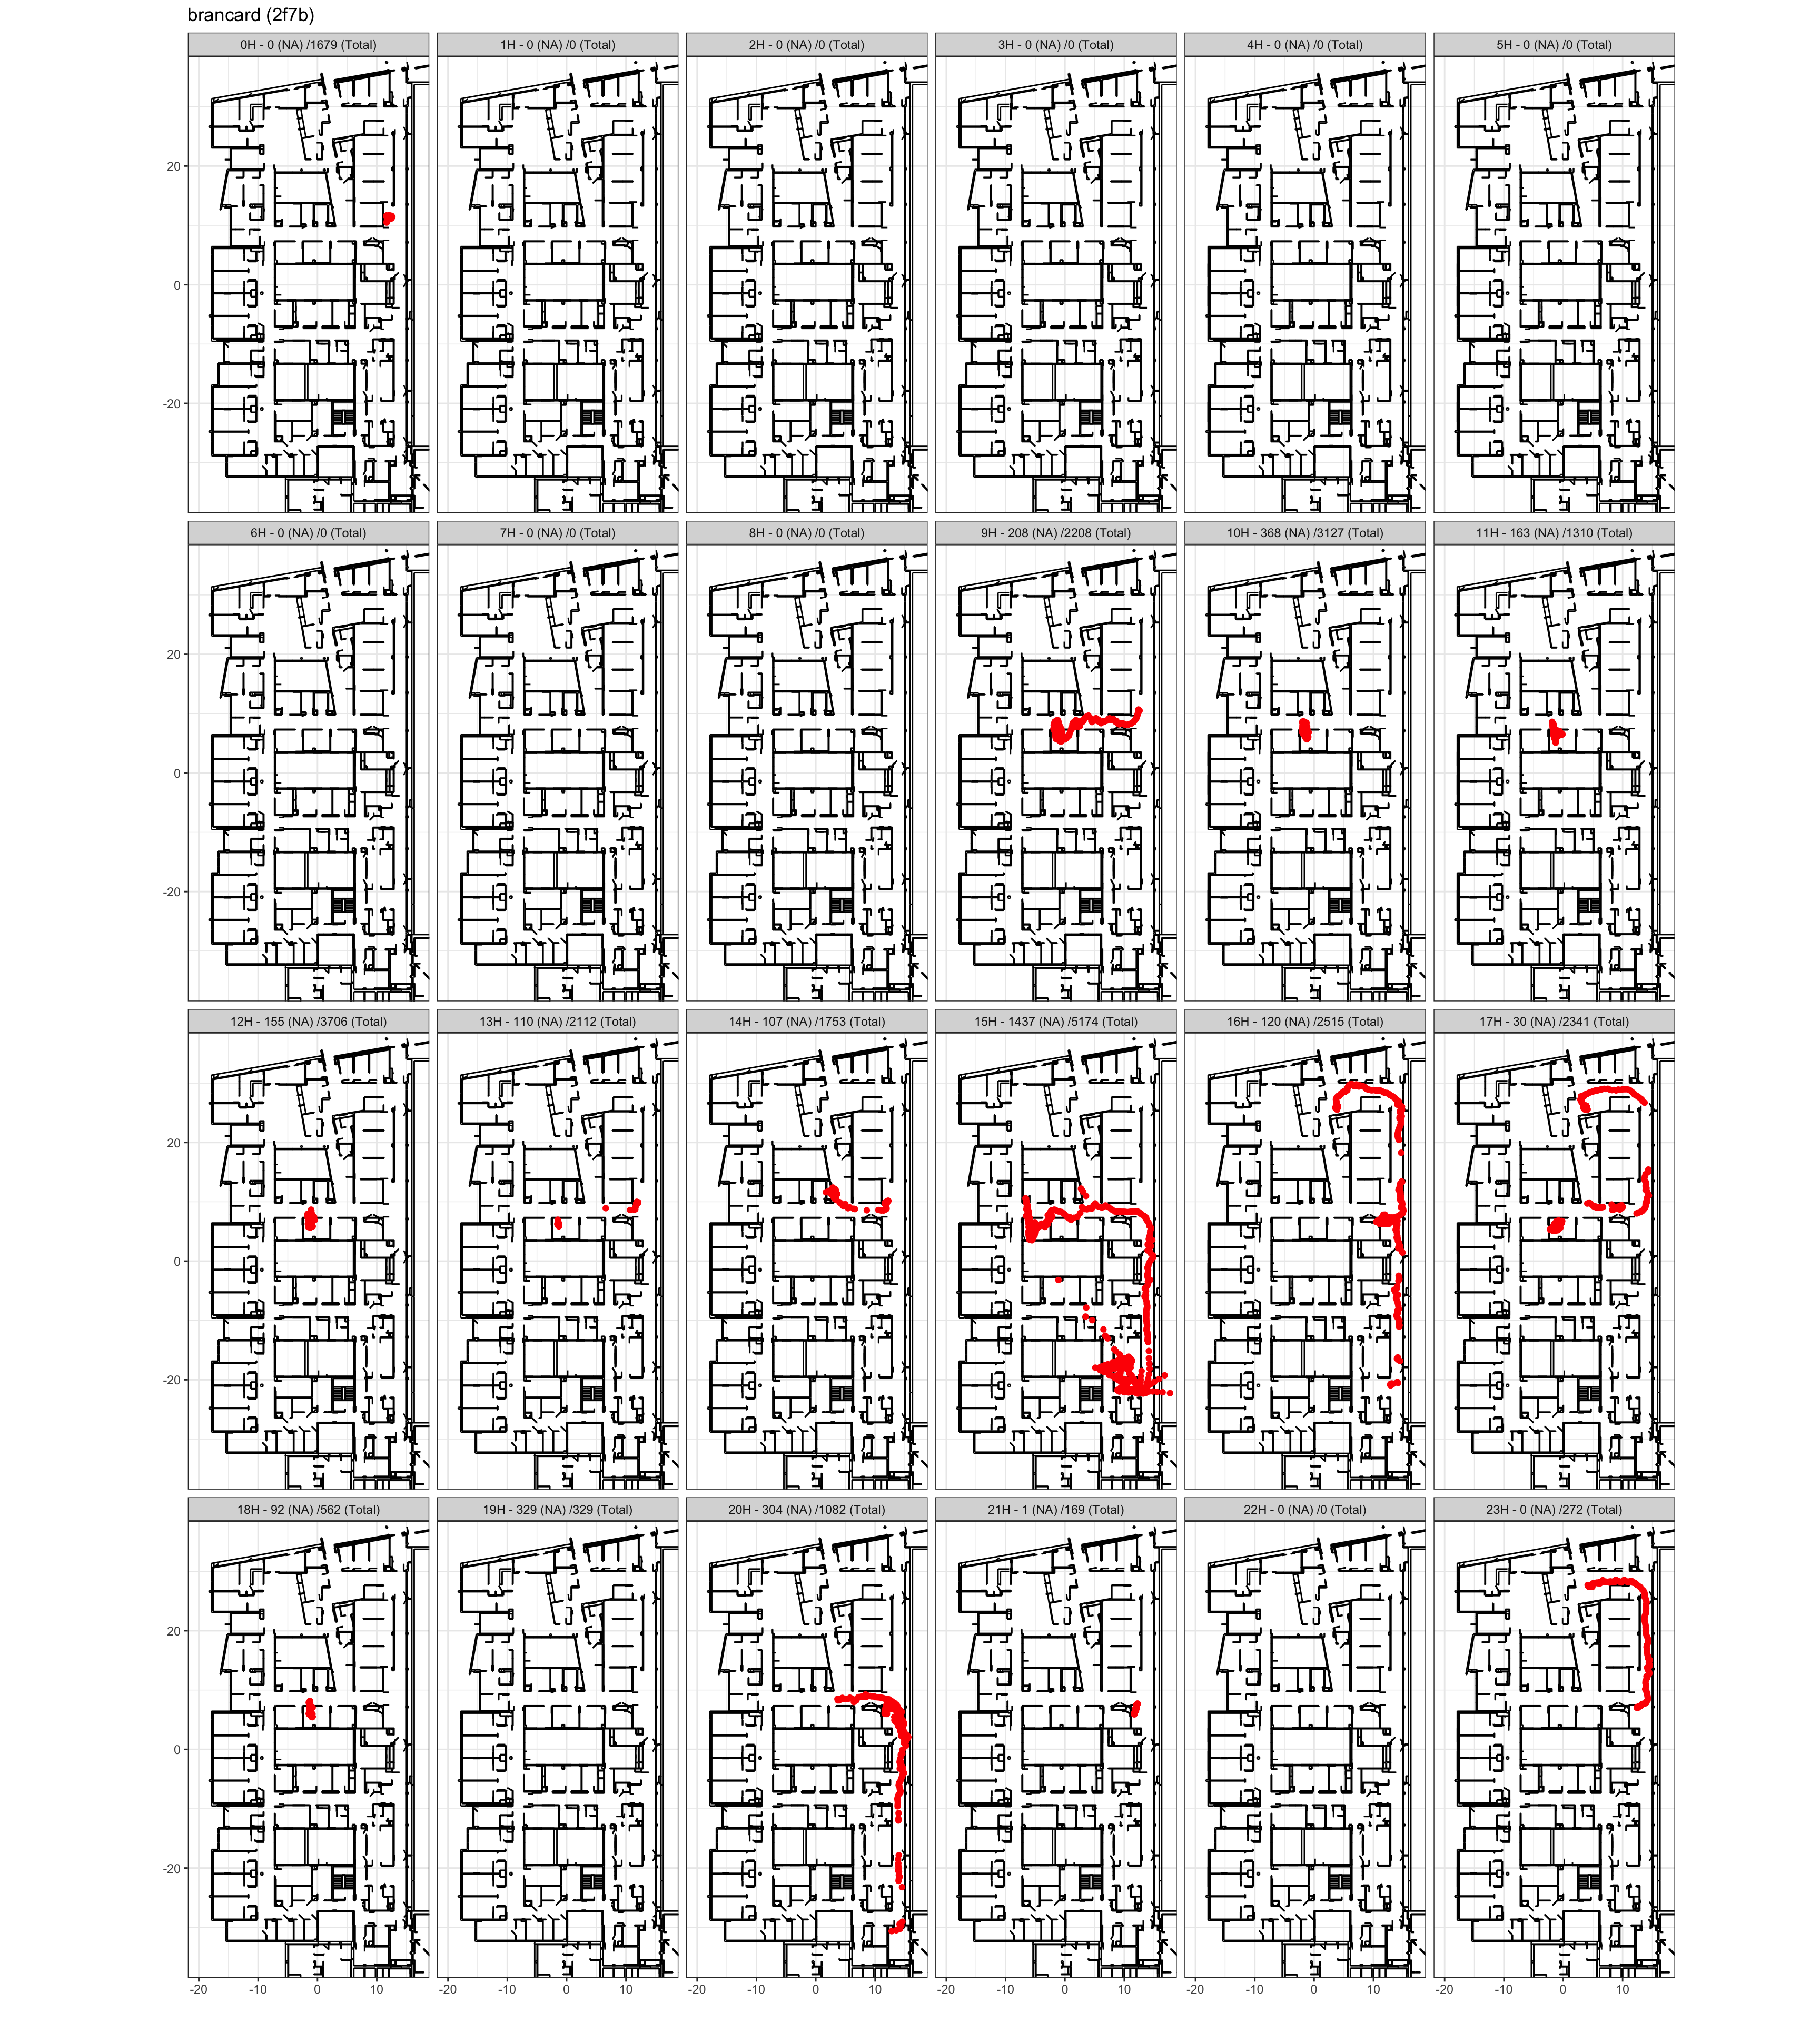 brancard (2f7b)
0H - 0 (NA) /1679 (Total) 1H - 0 (NA) /0 (Total) 2H - 0 (NA) /0 (Total) 3H - 0 (NA) /0 (Total) 4H - 0 (NA) /0 (Total) 5H - 0 (NA) /0 (Total)
20
0
-20
6H - 0 (NA) /0 (Total) 7H - 0 (NA) /0 (Total) 8H - 0 (NA) /0 (Total) 9H - 208 (NA) /2208 (Total) 10H - 368 (NA) /3127 (Total) 11H - 163 (NA) /1310 (Total)
20
0
-20
12H - 155 (NA) /3706 (Total) 13H - 110 (NA) /2112 (Total) 14H - 107 (NA) /1753 (Total) 15H - 1437 (NA) /5174 (Total) 16H - 120 (NA) /2515 (Total) 17H - 30 (NA) /2341 (Total)
20
0
-20
18H - 92 (NA) /562 (Total) 19H - 329 (NA) /329 (Total) 20H - 304 (NA) /1082 (Total) 21H - 1 (NA) /169 (Total) 22H - 0 (NA) /0 (Total) 23H - 0 (NA) /272 (Total)
20
0
-20
-20 -10 0 10 -20 -10 0 10 -20 -10 0 10 -20 -10 0 10 -20 -10 0 10 -20 -10 0 10